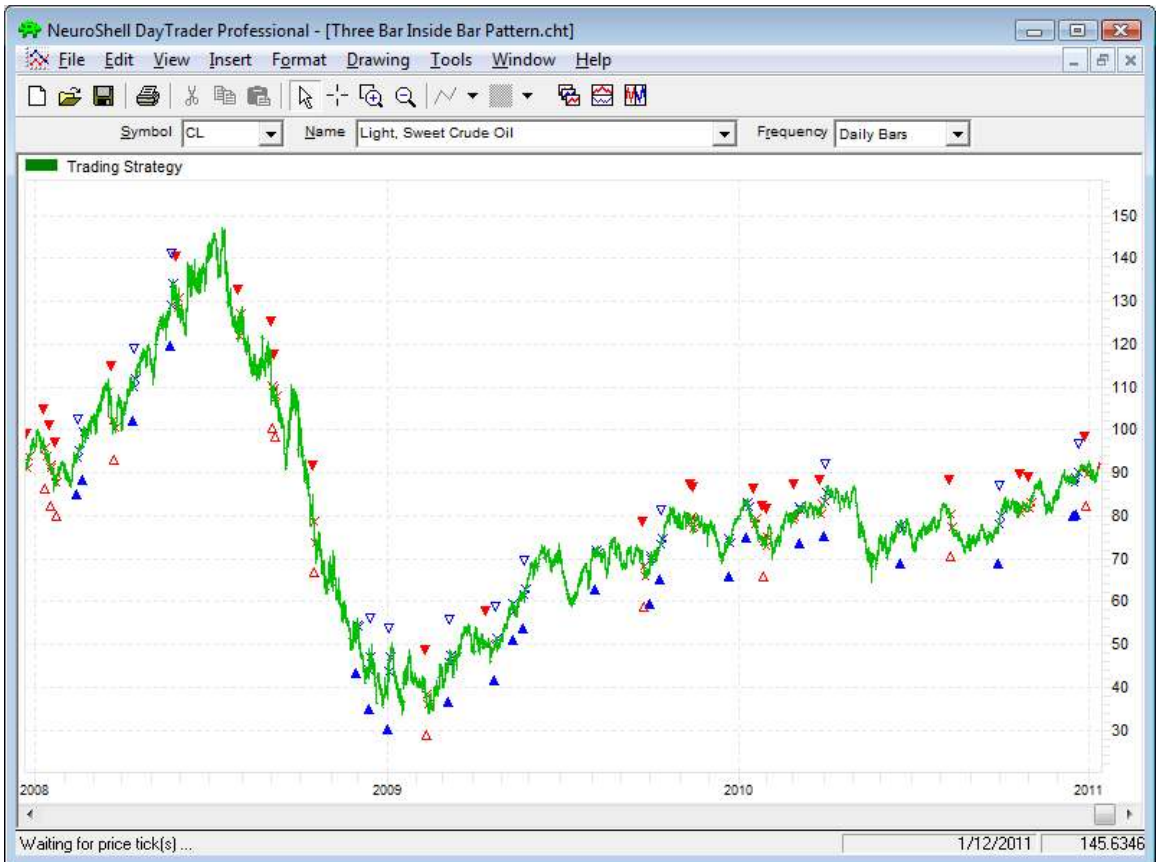 NeuroShell DayTrader Professional - [Three Bar Inside Bar Pattern.cht]
File Edit View Insert Format Drawing Tools Window Help
Symbol CL Name Light, Sweet Crude Oil Frequency Daily Bars
Trading Strategy
150
140
130
120
110
100
90
80
70
60
50
40
30
2008 2009 2010 2011
Waiting for price tick(s) ... 1/12/2011 145.6346